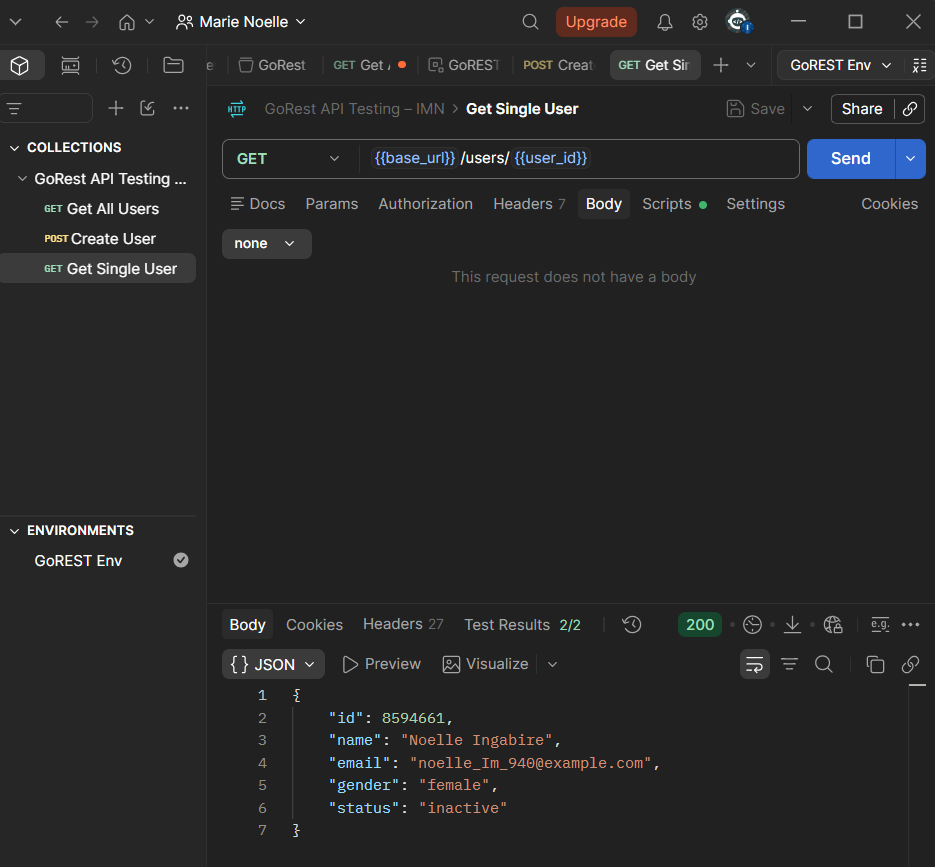 Marie Noelle
Upgrade
GoRest
GET Get
GOREST
POST Creat
GET Get Sir
GoREST Env
HTTP GoRest API Testing – IMN > Get Single User
Save
Share
COLLECTIONS
GoRest API Testing ...
GET Get All Users
POST Create User
GET Get Single User
GET
{{base_url}} /users/ {{user_id}}
Send
Docs Params Authorization Headers 7 Body Scripts Settings Cookies
none
This request does not have a body
ENVIRONMENTS
GoREST Env
Body Cookies Headers 27 Test Results 2/2
200
e.g.
{} JSON Preview Visualize
1 {
2 "id": 8594661,
3 "name": "Noelle Ingabire",
4 "email": "noelle_Im_940@example.com",
5 "gender": "female",
6 "status": "inactive"
7 }